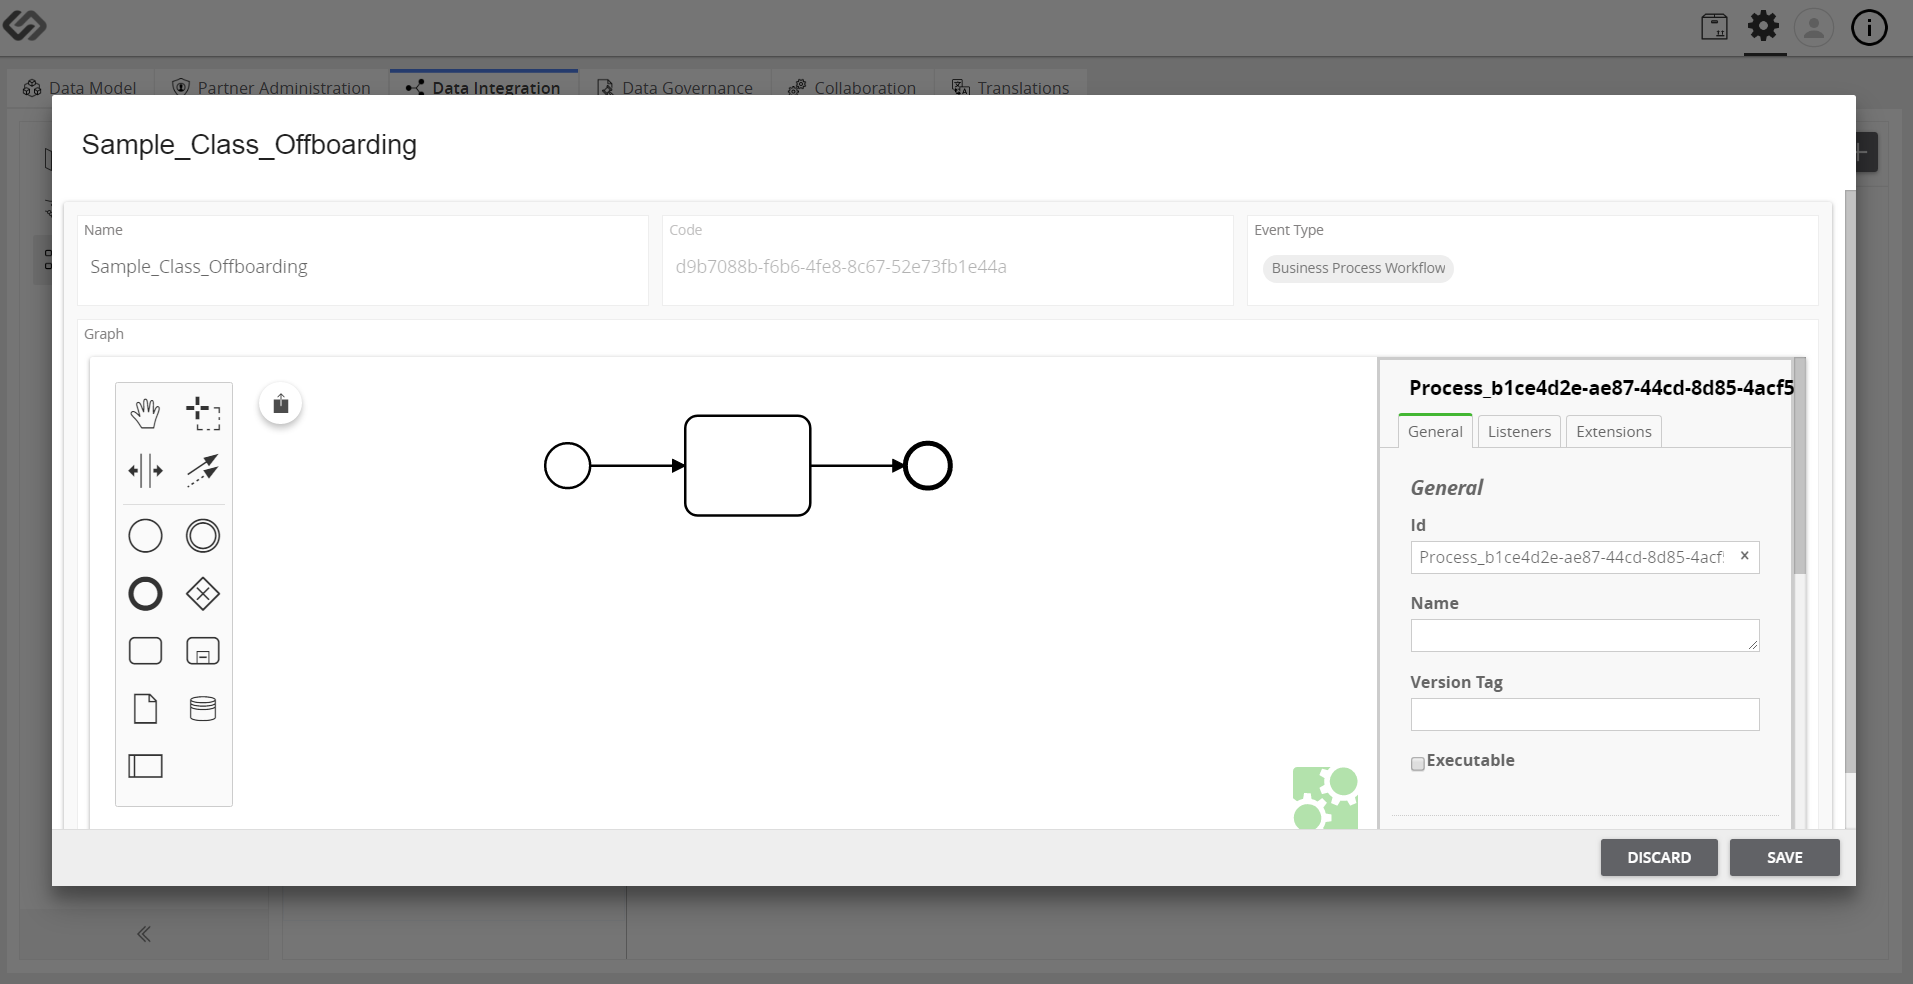 Data Model
Partner Administration
Data Integration
Data Governance
Collaboration
Translations
Sample_Class_Offboarding
Name
Sample_Class_Offboarding
Code
d9b7088b-f6b6-4fe8-8c67-52e73fb1e44a
Event Type
Business Process Workflow
Graph
Process_b1ce4d2e-ae87-44cd-8d85-4acf5
General
Listeners
Extensions
General
Id
Process_b1ce4d2e-ae87-44cd-8d85-4acf
Name
Version Tag
Executable
DISCARD
SAVE